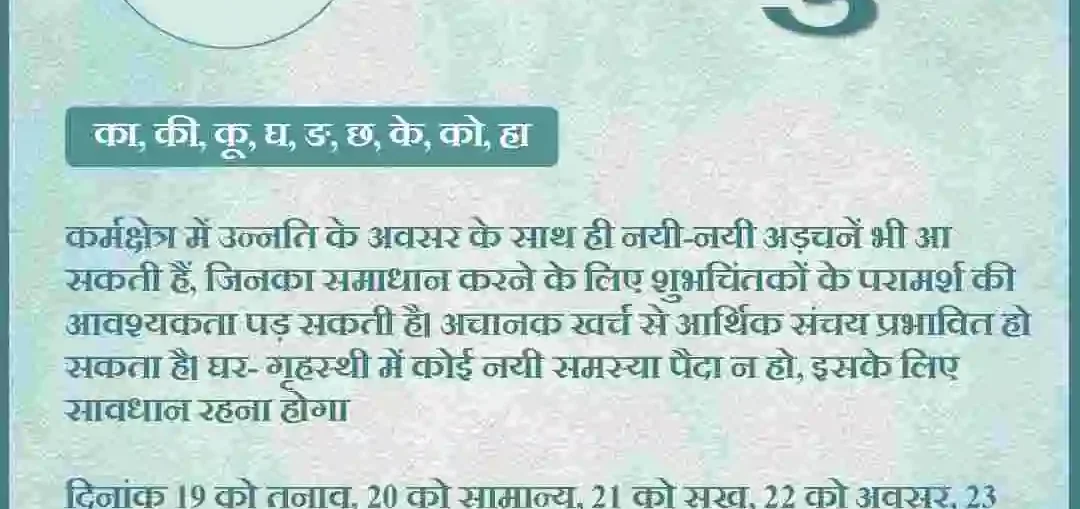 का, की, कू, घ, ङ, छ, के, को, हा
कर्मक्षेत्र में उन्नति के अवसर के साथ ही नयी-नयी अड़चनें भी आ
सकती हैं, जिनका समाधान करने के लिए शुभचिंतकों के परामर्श की
आवश्यकता पड़ सकती है। अचानक खर्च से आर्थिक संचय प्रभावित हो
सकता है। घर- गृहस्थी में कोई नयी समस्या पैदा न हो, इसके लिए
सावधान रहना होगा
दिनांक 19 को तनाव, 20 को सामान्य, 21 को सुख, 22 को अवसर, 23